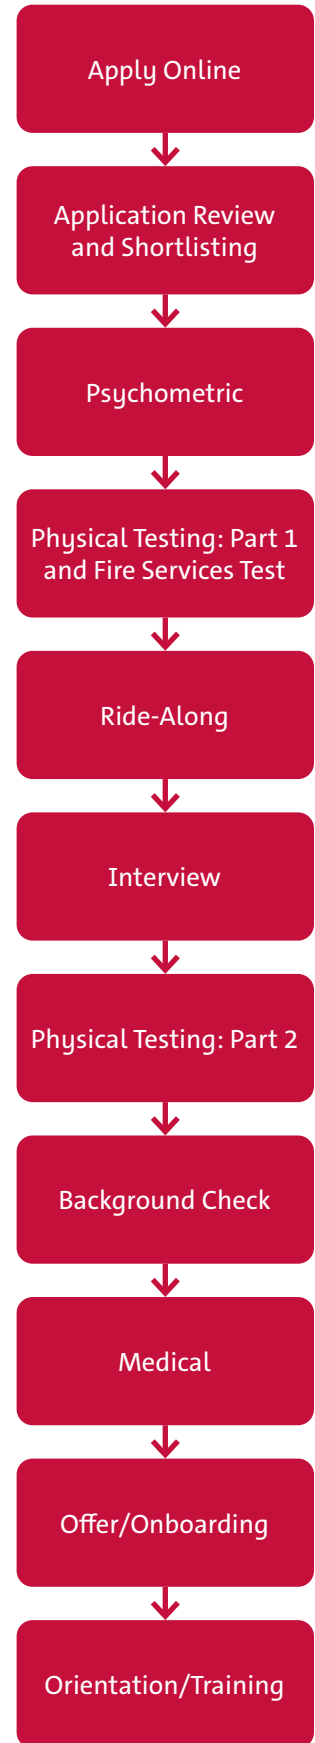 Apply Online
Application Review
and Shortlisting
Psychometric
Physical Testing: Part 1
and Fire Services Test
Ride-Along
Interview
Physical Testing: Part 2
Background Check
Medical
Offer/Onboarding
Orientation/Training